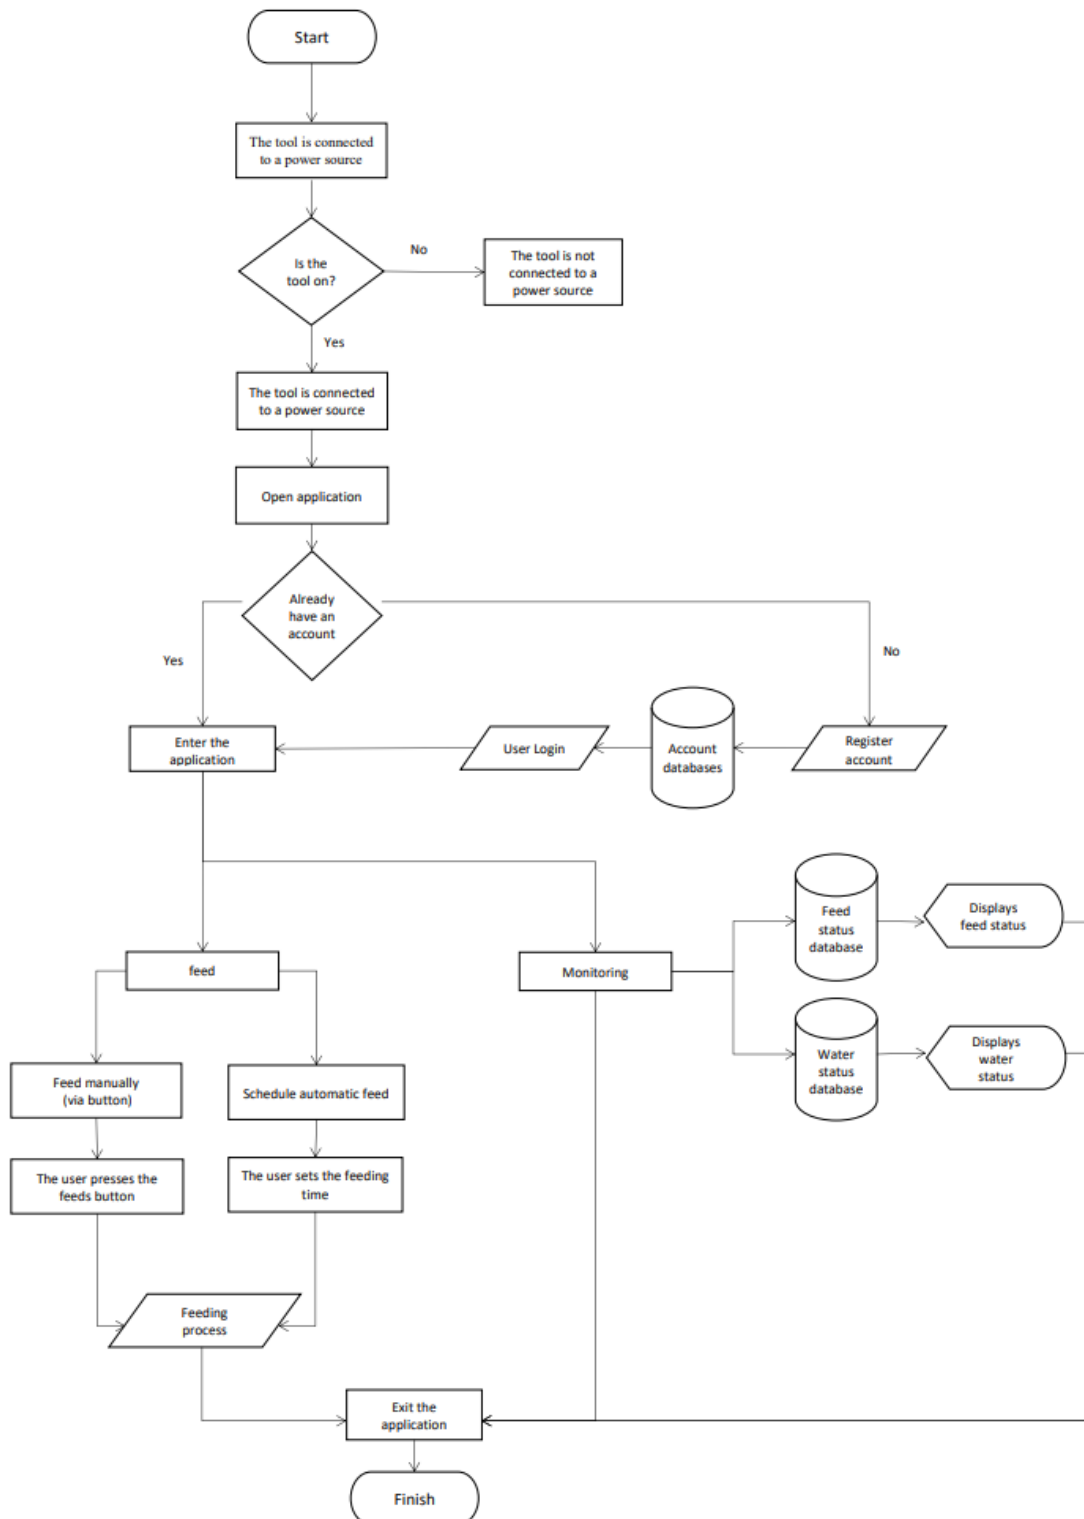 Start
The tool is connected
to a power source
Is the
tool on?
No
The tool is not
connected to a
power source
Yes
The tool is connected
to a power source
Open application
Already
have an
account
Yes
No
Enter the
application
User Login
Account
databases
Register
account
Feed
status
database
Displays
feed status
feed
Monitoring
Water
status
database
Displays
water
status
Feed manually
(via button)
Schedule automatic feed
The user presses the
feeds button
The user sets the feeding
time
Feeding
process
Exit the
application
Finish